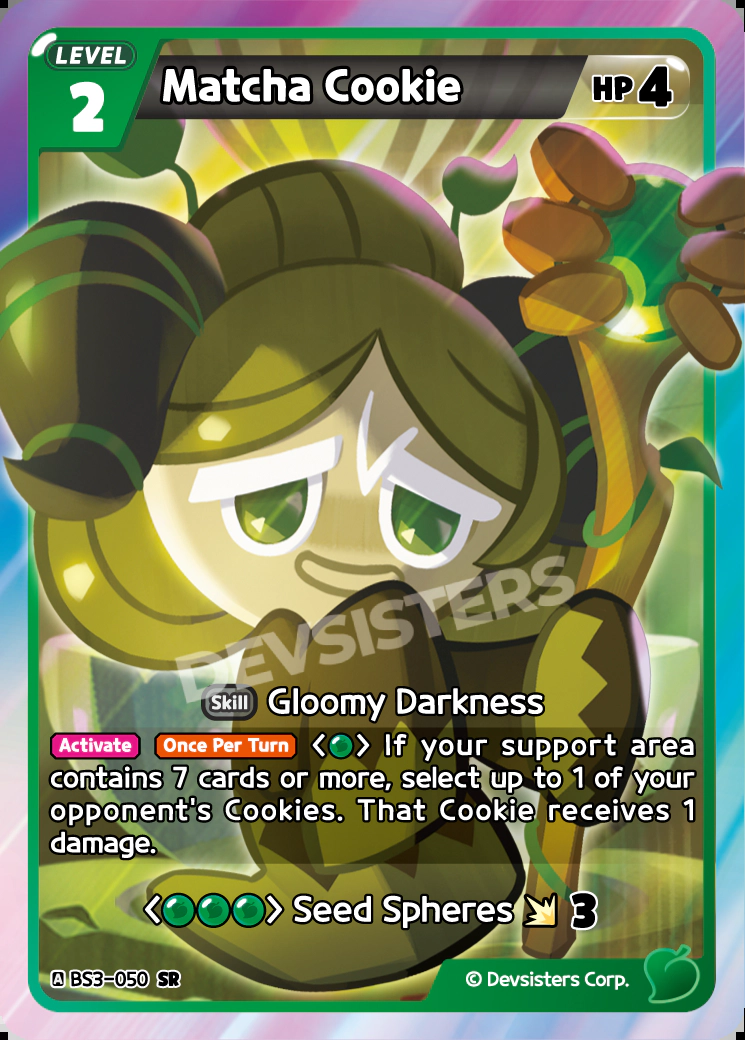 LEVEL
2
Matcha Cookie
HP 4
DEVSISTERS
Skill Gloomy Darkness
Activate Once Per Turn < > If your support area
contains 7 cards or more, select up to 1 of your
opponent's Cookies. That Cookie receives 1
damage.
< > Seed Spheres 3
A BS3-050 SR
© Devsisters Corp.